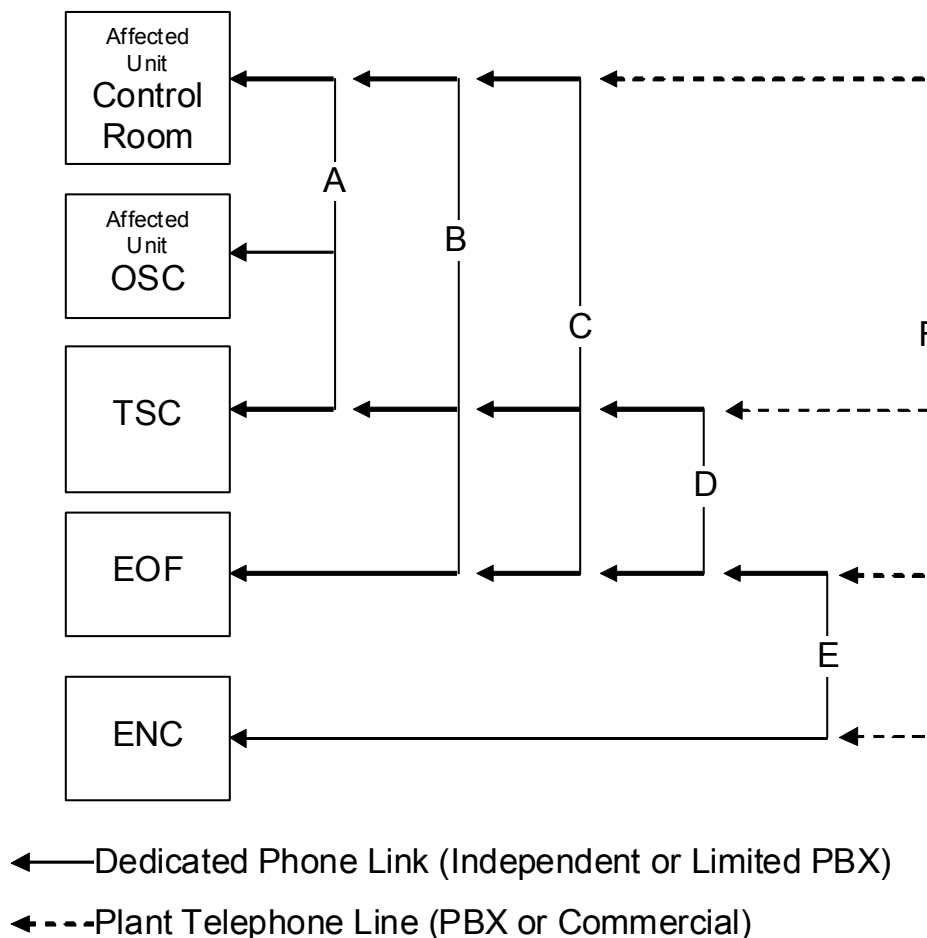 Affected
Unit
Control
Room
A
Affected
Unit
OSC
B
C
TSC
D
EOF
E
ENC
Dedicated Phone Link (Independent or Limited PBX)
Plant Telephone Line (PBX or Commercial)